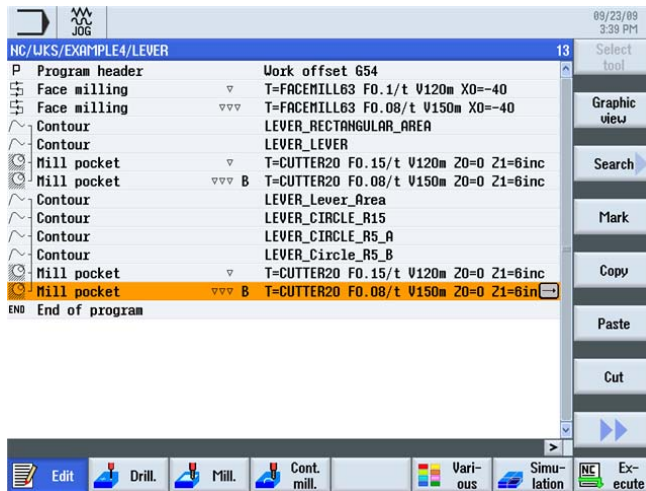 JOG
09/23/09
3:39 PM
NC/WKS/EXAMPLE4/LEVER 13
Select tool
P Program header Work offset G54
Face milling ▽ T=FACEMILL63 F0.1/t V120m X0=-40
Face milling ▽▽▽ T=FACEMILL63 F0.08/t V150m X0=-40
Contour LEVER_RECTANGULAR_AREA
Contour LEVER_LEVER
Mill pocket ▽ T=CUTTER20 F0.15/t V120m Z0=0 Z1=6inc
Mill pocket ▽▽▽ B T=CUTTER20 F0.08/t V150m Z0=0 Z1=6inc
Contour LEVER_Lever_Area
Contour LEVER_CIRCLE_R15
Contour LEVER_CIRCLE_R5_A
Contour LEVER_Circle_R5_B
Mill pocket ▽ T=CUTTER20 F0.15/t V120m Z0=0 Z1=6inc
Mill pocket ▽▽▽ B T=CUTTER20 F0.08/t V150m Z0=0 Z1=6in
END End of program
Graphic view
Search
Mark
Copy
Paste
Cut
Edit Drill. Mill. Cont. mill. Vari- ous Simu- lation NC Ex- ecute